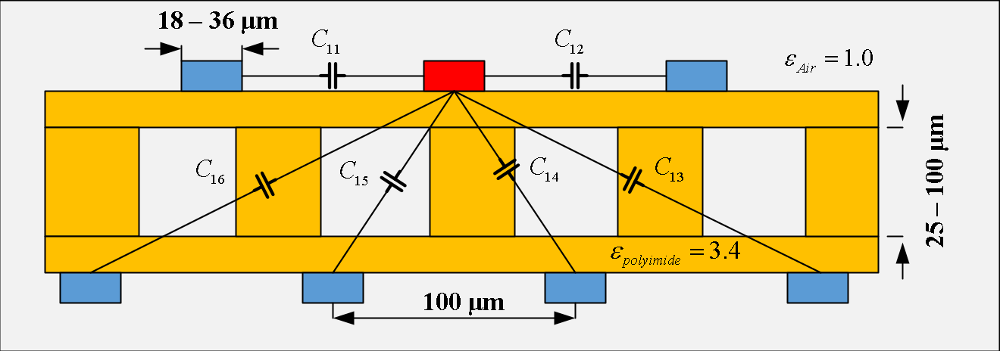 18 – 36 μm
C11
C12
εAir = 1.0
C16
C15
C14
C13
25 – 100 μm
εpolyimide = 3.4
100 μm